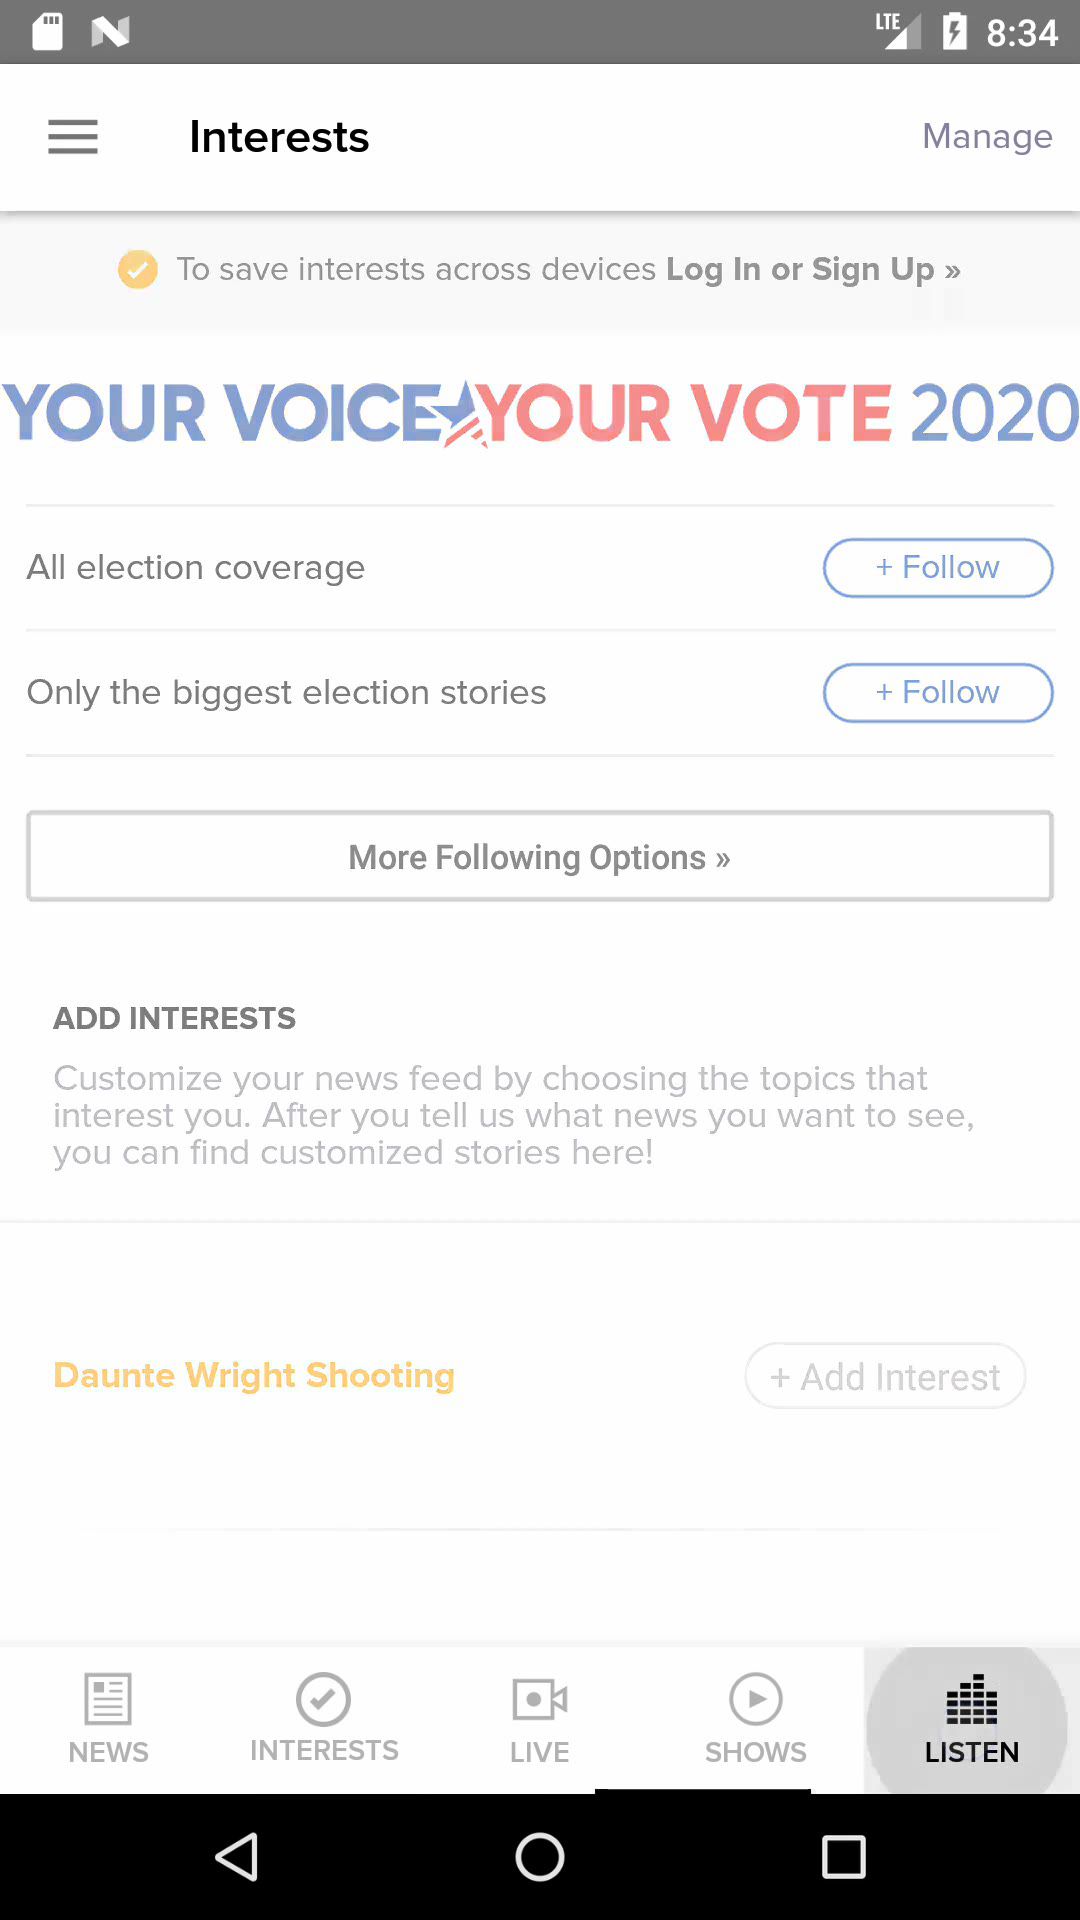 LTE 8:34
Interests
Manage
To save interests across devices Log In or Sign Up »
YOUR VOICE YOUR VOTE 2020
All election coverage
+ Follow
Only the biggest election stories
+ Follow
More Following Options »
ADD INTERESTS
Customize your news feed by choosing the topics that
interest you. After you tell us what news you want to see,
you can find customized stories here!
Daunte Wright Shooting
+ Add Interest
NEWS
INTERESTS
LIVE
SHOWS
LISTEN